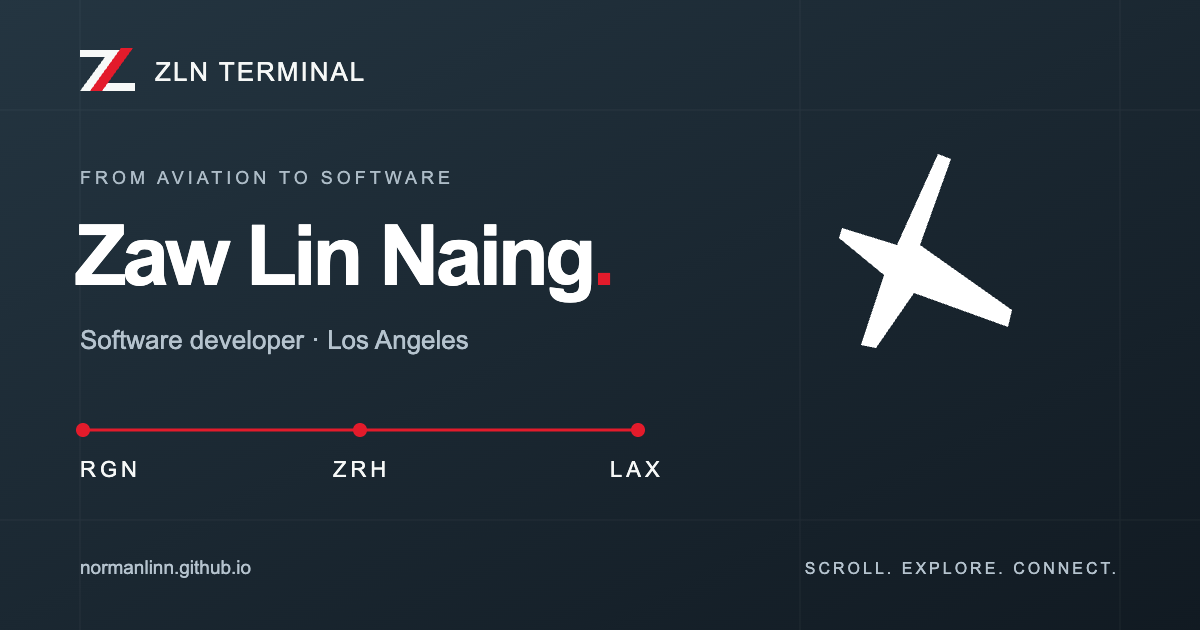 ZLN TERMINAL
FROM AVIATION TO SOFTWARE
Zaw Lin Naing.
Software developer · Los Angeles
RGN ZRH LAX
normanlinn.github.io
SCROLL. EXPLORE. CONNECT.